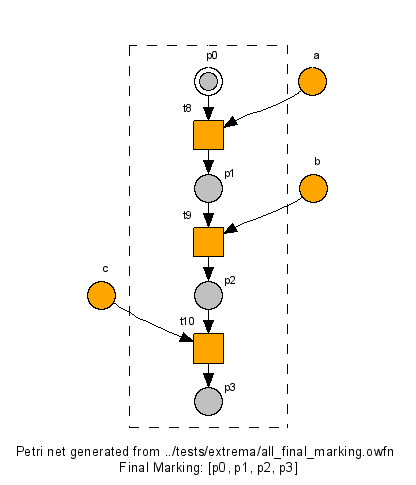 p0
a
t8
p1
b
t9
p2
c
t10
p3
Petri net generated from ../tests/extrema/all_final_marking.owfn
Final Marking: [p0, p1, p2, p3]